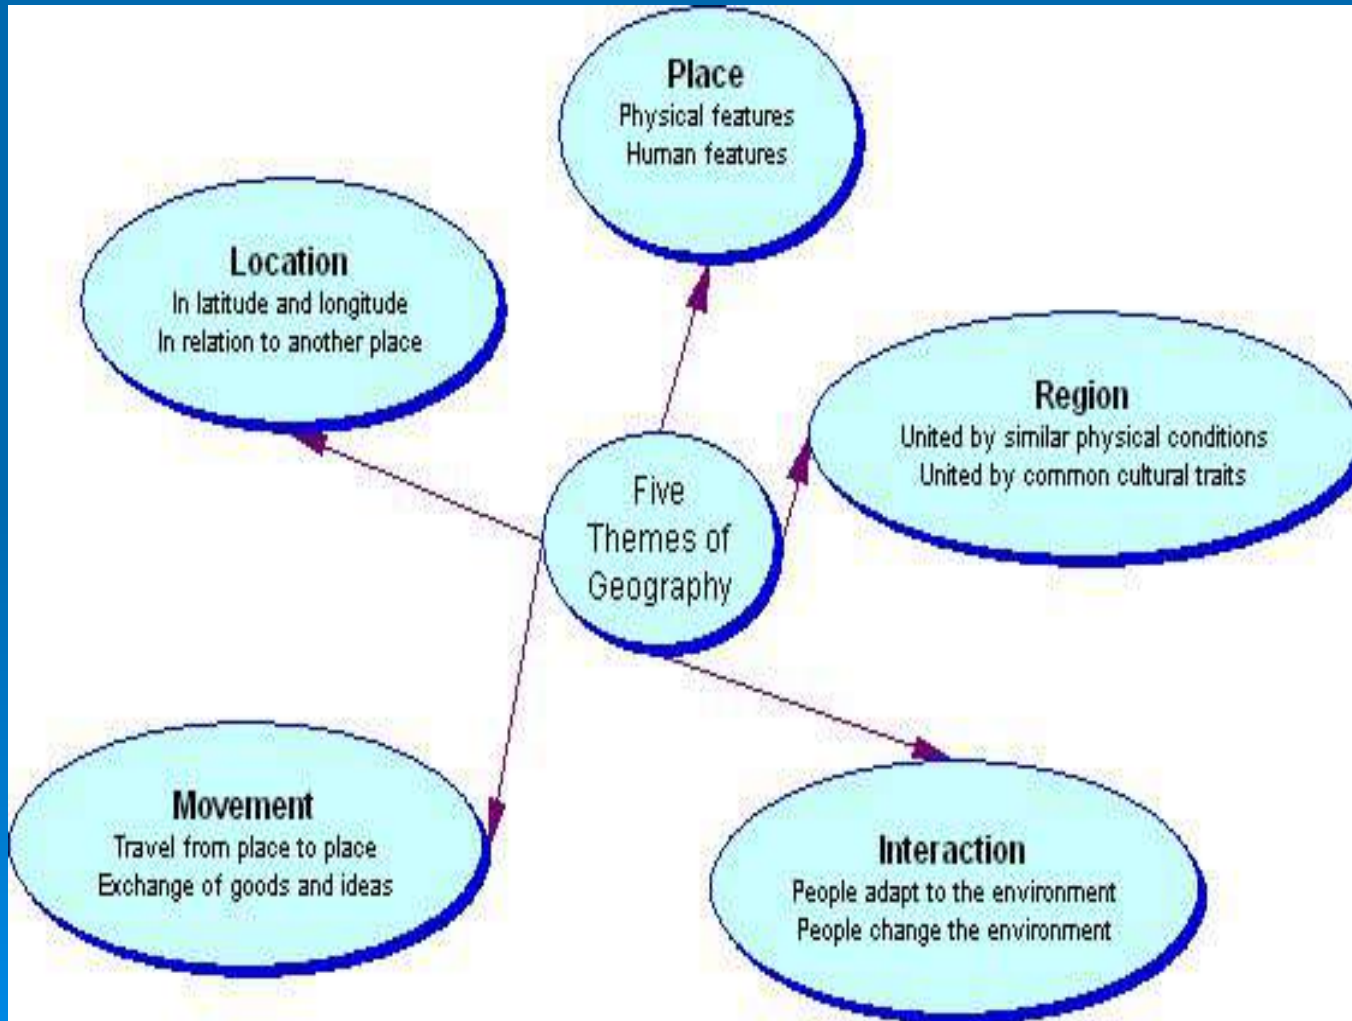 Place
Physical features
Human features
Location
In latitude and longitude
In relation to another place
Region
United by similar physical conditions
United by common cultural traits
Five
Themes of
Geography
Movement
Travel from place to place
Exchange of goods and ideas
Interaction
People adapt to the environment
People change the environment